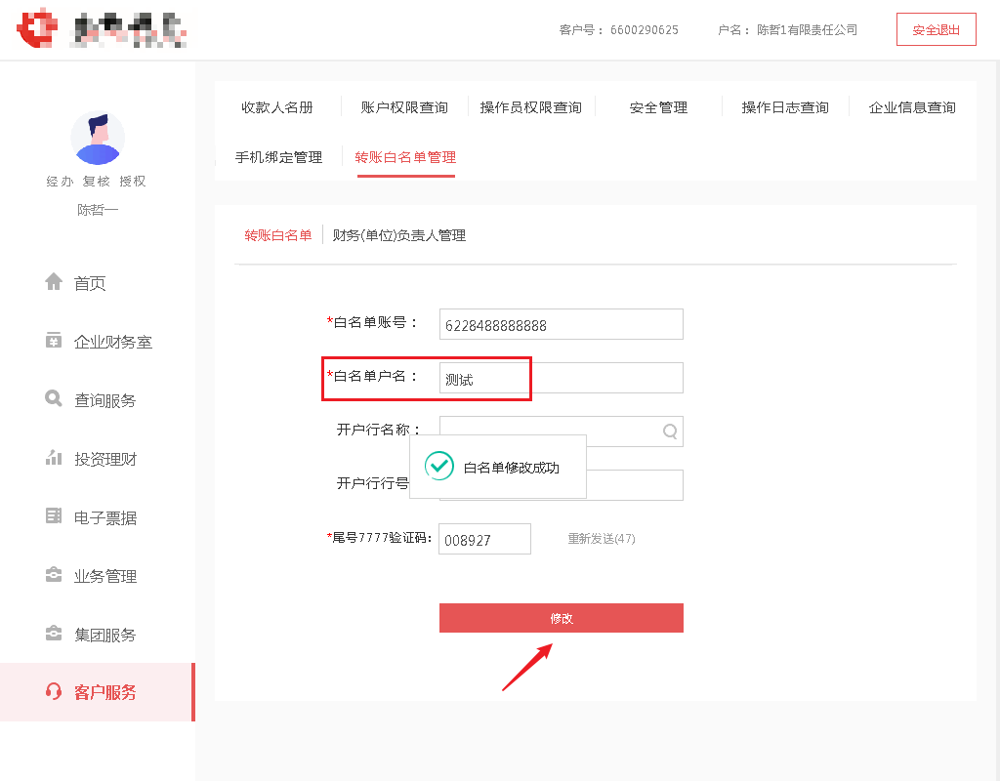 客户号： 6600290625 户名： 陈哲1有限责任公司 安全退出
收款人名册 账户权限查询 操作员权限查询 安全管理 操作日志查询 企业信息查询
手机绑定管理 转账白名单管理
经办 复核 授权
陈哲一
首页
企业财务室
查询服务
投资理财
电子票据
业务管理
集团服务
客户服务
转账白名单 财务(单位)负责人管理
*白名单账号： 6228488888888
*白名单户名： 测试
开户行名称：
白名单修改成功
开户行行号
*尾号7777验证码: 008927 重新发送(47)
修改